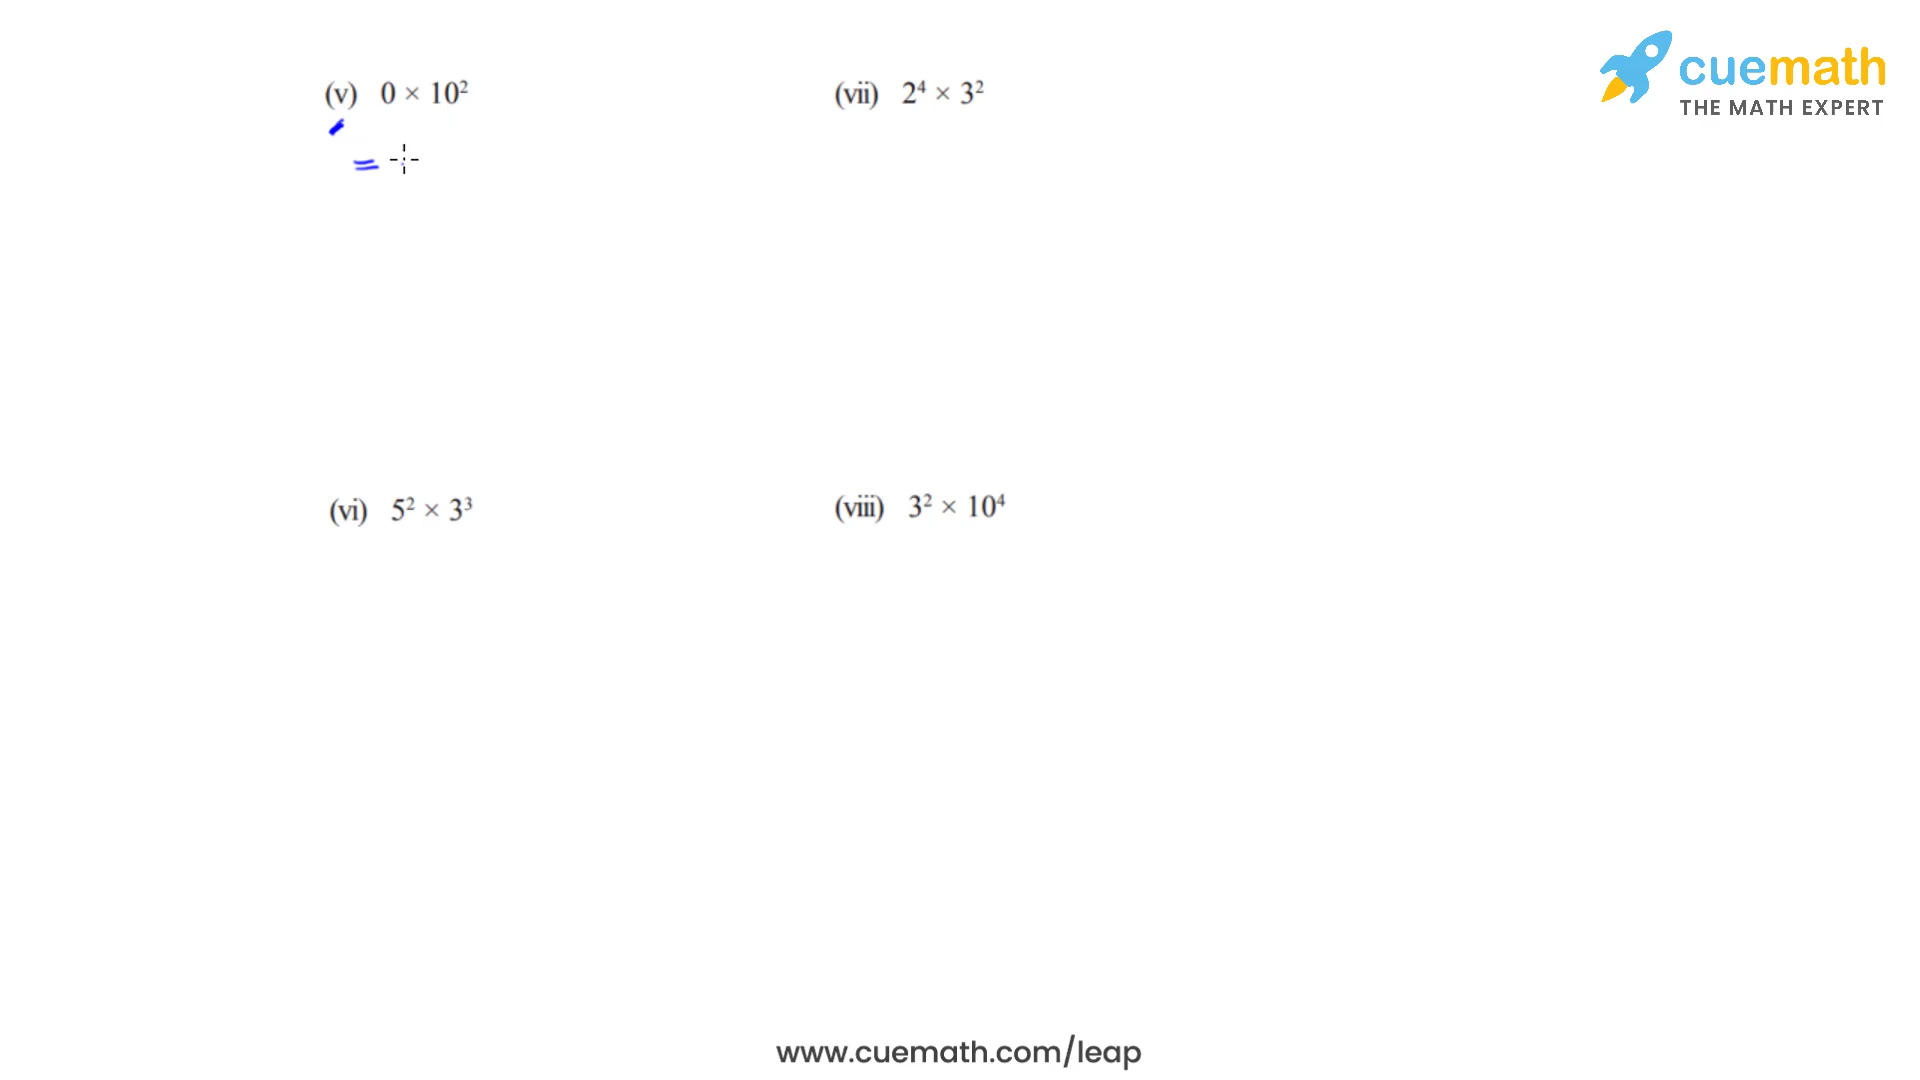 (v) 0 × 10²
=
(vi) 5² × 3³
(vii) 2⁴ × 3²
(viii) 3² × 10⁴
cuemath
THE MATH EXPERT
www.cuemath.com/leap